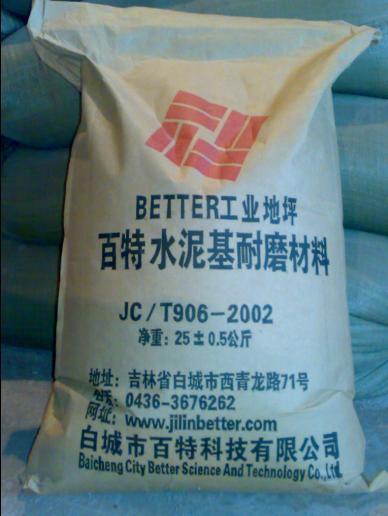 BETTER工业地坪
百特水泥基耐磨材料
JC/T906-2002
净重: 25±0.5公斤
地址: 吉林省白城市西青龙路71号
0436-3676262
网址: www.jilinbetter.com
白城市百特科技有限公司
Baicheng City Better Science And Technology Co.,Ltd